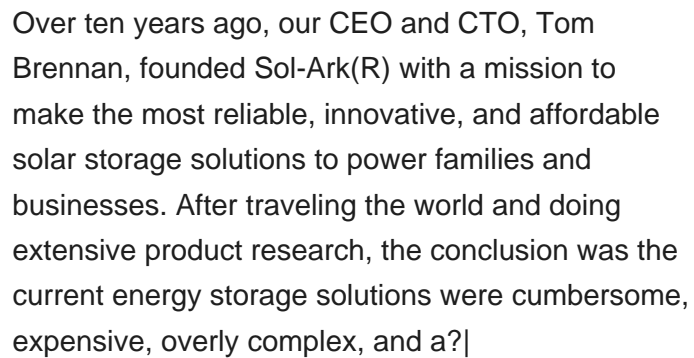 Over ten years ago, our CEO and CTO, Tom
Brennan, founded Sol-Ark(R) with a mission to
make the most reliable, innovative, and affordable
solar storage solutions to power families and
businesses. After traveling the world and doing
extensive product research, the conclusion was the
current energy storage solutions were cumbersome,
expensive, overly complex, and a?|